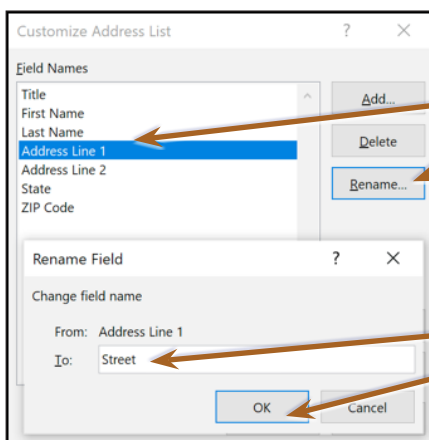 Customize Address List ? ×
Field Names
Title
First Name
Last Name
Address Line 1
Address Line 2
State
ZIP Code
Add...
Delete
Rename...
Rename Field ? ×
Change field name
From: Address Line 1
To: Street
OK
Cancel